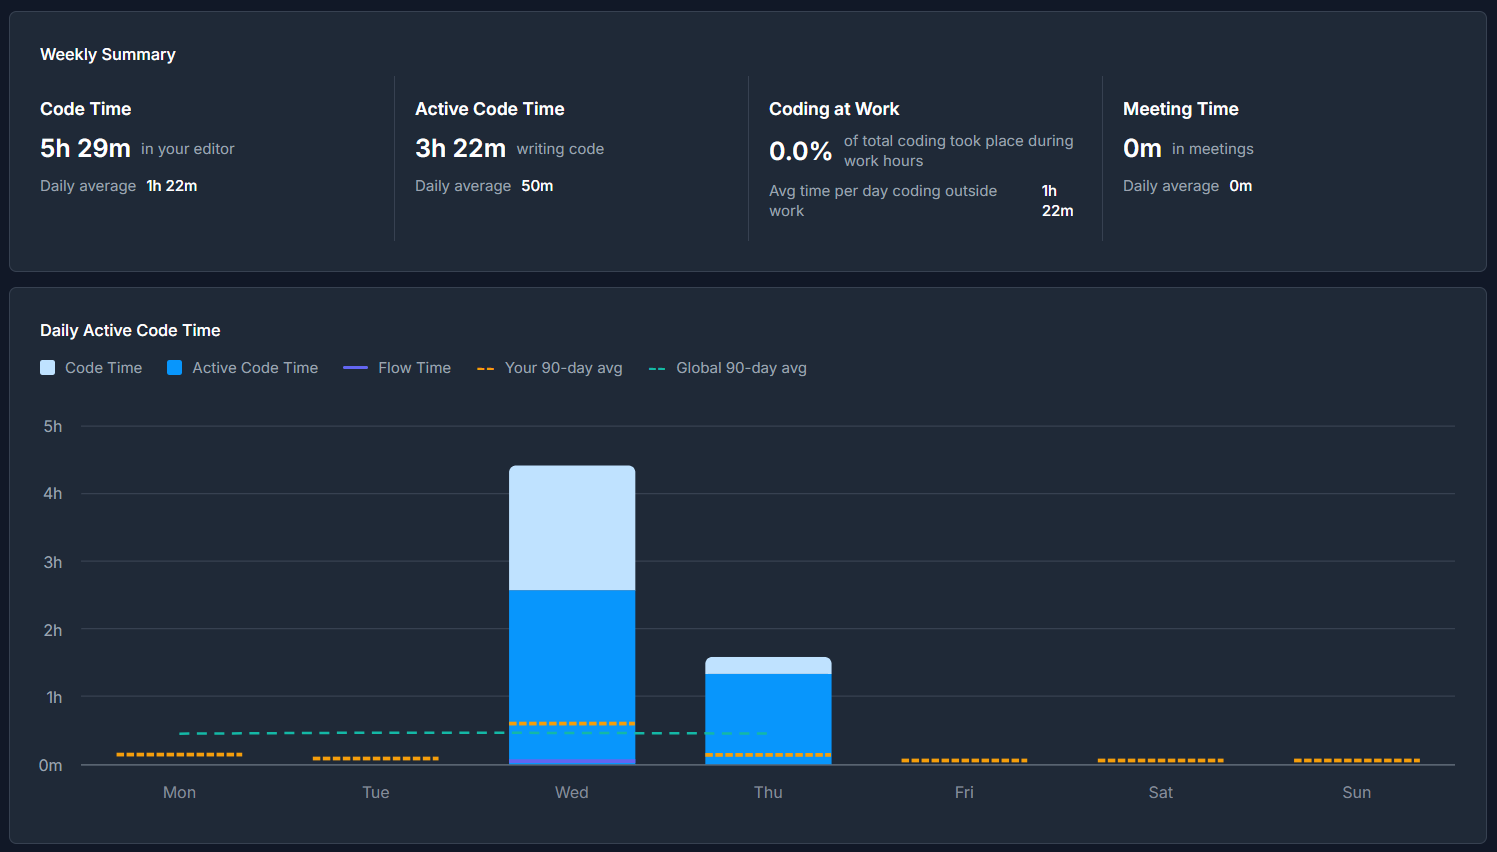 Weekly Summary
Code Time
5h 29m in your editor
Daily average 1h 22m
Active Code Time
3h 22m writing code
Daily average 50m
Coding at Work
0.0% of total coding took place during
work hours
Avg time per day coding outside 1h
work 22m
Meeting Time
0m in meetings
Daily average 0m
Daily Active Code Time
Code Time Active Code Time Flow Time Your 90-day avg Global 90-day avg
5h
4h
3h
2h
1h
0m
Mon Tue Wed Thu Fri Sat Sun